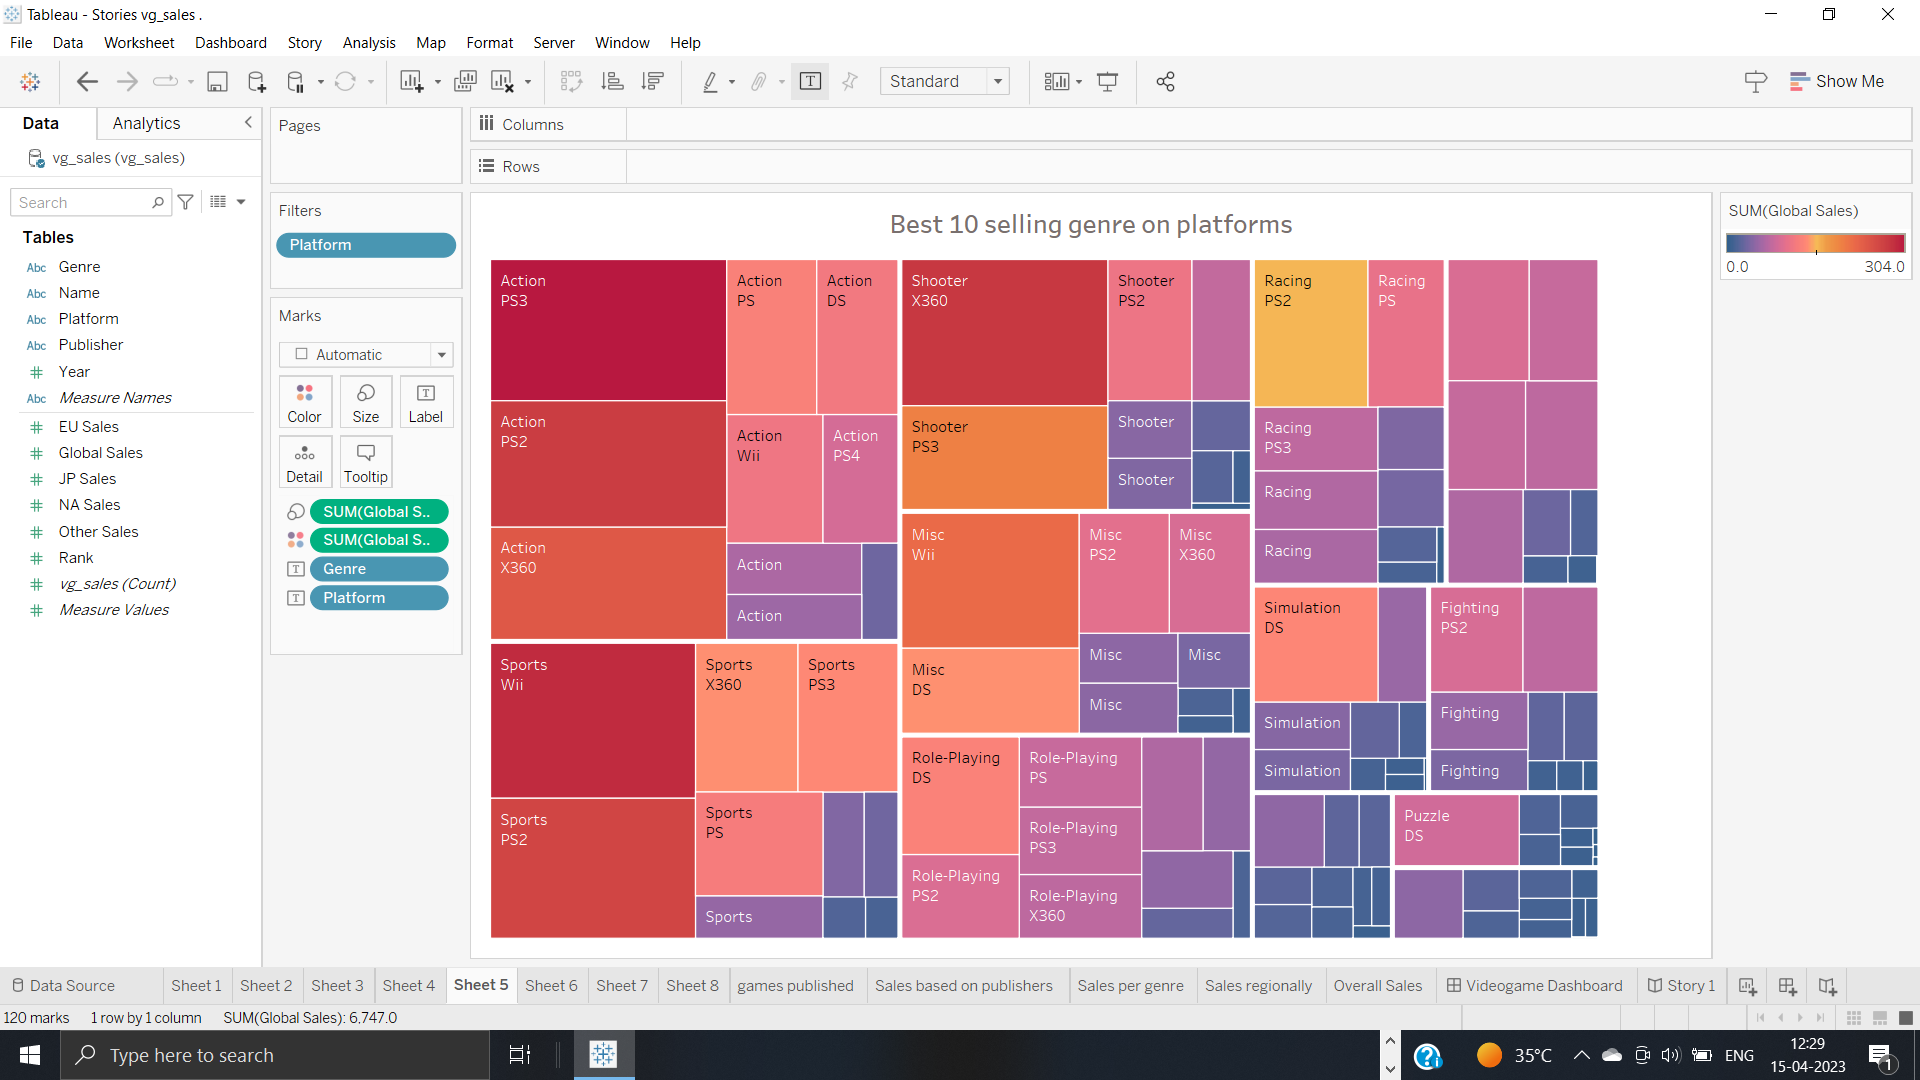 Tableau - Stories vg_sales .
File Data Worksheet Dashboard Story Analysis Map Format Server Window Help
Standard
Show Me
Data Analytics
vg_sales (vg_sales)
Search
Tables
Abc Genre
Abc Name
Abc Platform
Abc Publisher
# Year
Abc Measure Names
# EU Sales
# Global Sales
# JP Sales
# NA Sales
# Other Sales
# Rank
# vg_sales (Count)
# Measure Values
Pages
Filters
Platform
Marks
Automatic
Color Size Label
Detail Tooltip
SUM(Global S..
SUM(Global S..
Genre
Platform
Columns
Rows
Best 10 selling genre on platforms
Action
PS3
Action
PS2
Action
X360
Action
PS
Action
DS
Action
Wii
Action
PS4
Action
Action
Sports
Wii
Sports
PS2
Sports
X360
Sports
PS3
Sports
PS
Sports
Shooter
X360
Shooter
PS3
Shooter
PS2
Shooter
Shooter
Misc
Wii
Misc
DS
Misc
PS2
Misc
X360
Misc
Misc
Misc
Role-Playing
DS
Role-Playing
PS2
Role-Playing
PS
Role-Playing
PS3
Role-Playing
X360
Racing
PS2
Racing
PS
Racing
PS3
Racing
Racing
Simulation
DS
Simulation
Simulation
Fighting
PS2
Fighting
Fighting
Puzzle
DS
SUM(Global Sales)
0.0 304.0
Data Source Sheet 1 Sheet 2 Sheet 3 Sheet 4 Sheet 5 Sheet 6 Sheet 7 Sheet 8 games published Sales based on publishers Sales per genre Sales regionally Overall Sales Videogame Dashboard Story 1
120 marks 1 row by 1 column SUM(Global Sales): 6,747.0
Type here to search
35°C ENG
12:29
15-04-2023
1